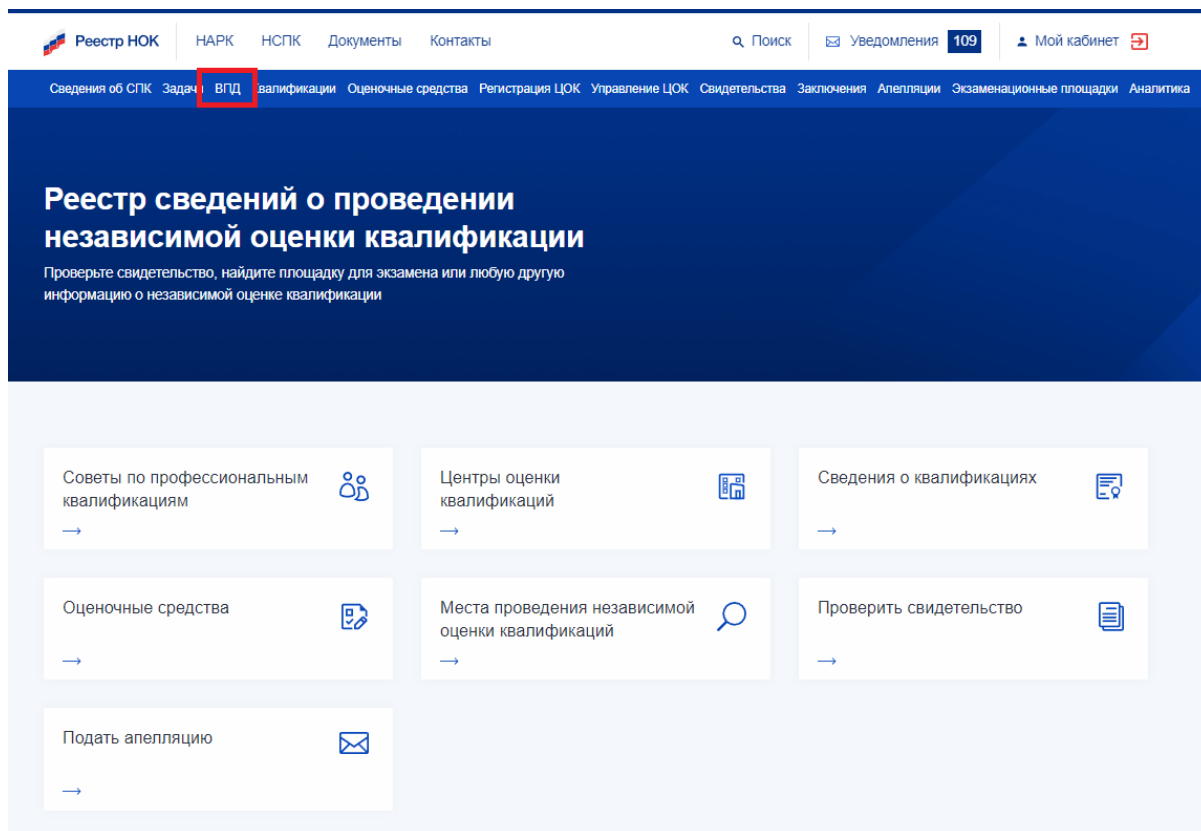 Реестр НОК НАРК НСПК Документы Контакты Поиск Уведомления 109 Мой кабинет
Сведения об СПК Задачи ВПД Квалификации Оценочные средства Регистрация ЦОК Управление ЦОК Свидетельства Заключения Апелляции Экзаменационные площадки Аналитика
Реестр сведений о проведении
независимой оценки квалификации
Проверьте свидетельство, найдите площадку для экзамена или любую другую
информацию о независимой оценке квалификации
Советы по профессиональным
квалификациям
Центры оценки
квалификаций
Сведения о квалификациях
Оценочные средства
Места проведения независимой
оценки квалификаций
Проверить свидетельство
Подать апелляцию